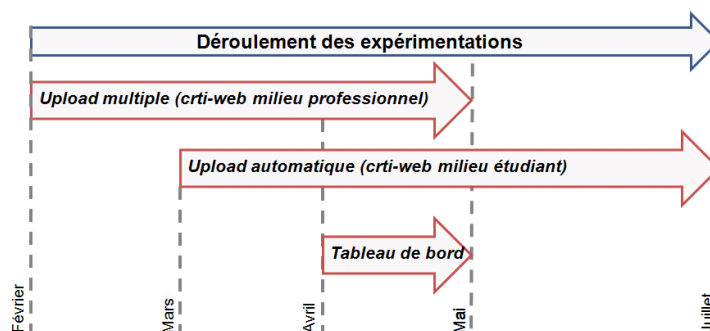 Déroulement des expérimentations
Upload multiple (crti-web milieu professionnel)
Upload automatique (crti-web milieu étudiant)
Tableau de bord
Février
Mars
Avril
Mai
Juillet